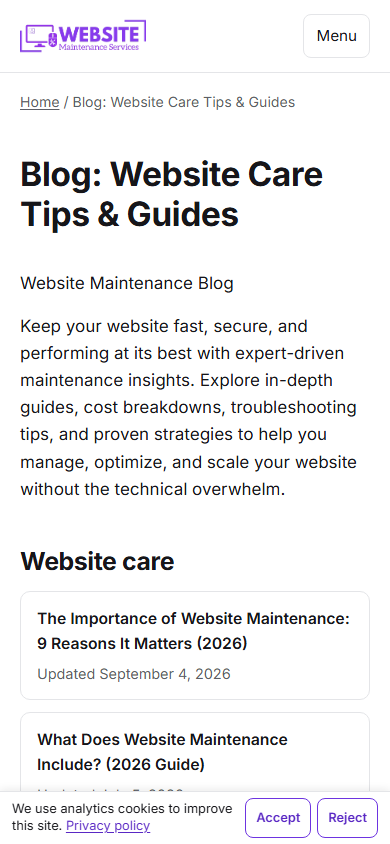 WEBSITE
Maintenance Services
Menu
Home / Blog: Website Care Tips & Guides
Blog: Website Care
Tips & Guides
Website Maintenance Blog
Keep your website fast, secure, and
performing at its best with expert-driven
maintenance insights. Explore in-depth
guides, cost breakdowns, troubleshooting
tips, and proven strategies to help you
manage, optimize, and scale your website
without the technical overwhelm.
Website care
The Importance of Website Maintenance:
9 Reasons It Matters (2026)
Updated September 4, 2026
What Does Website Maintenance
Include? (2026 Guide)
We use analytics cookies to improve
this site. Privacy policy
Accept
Reject